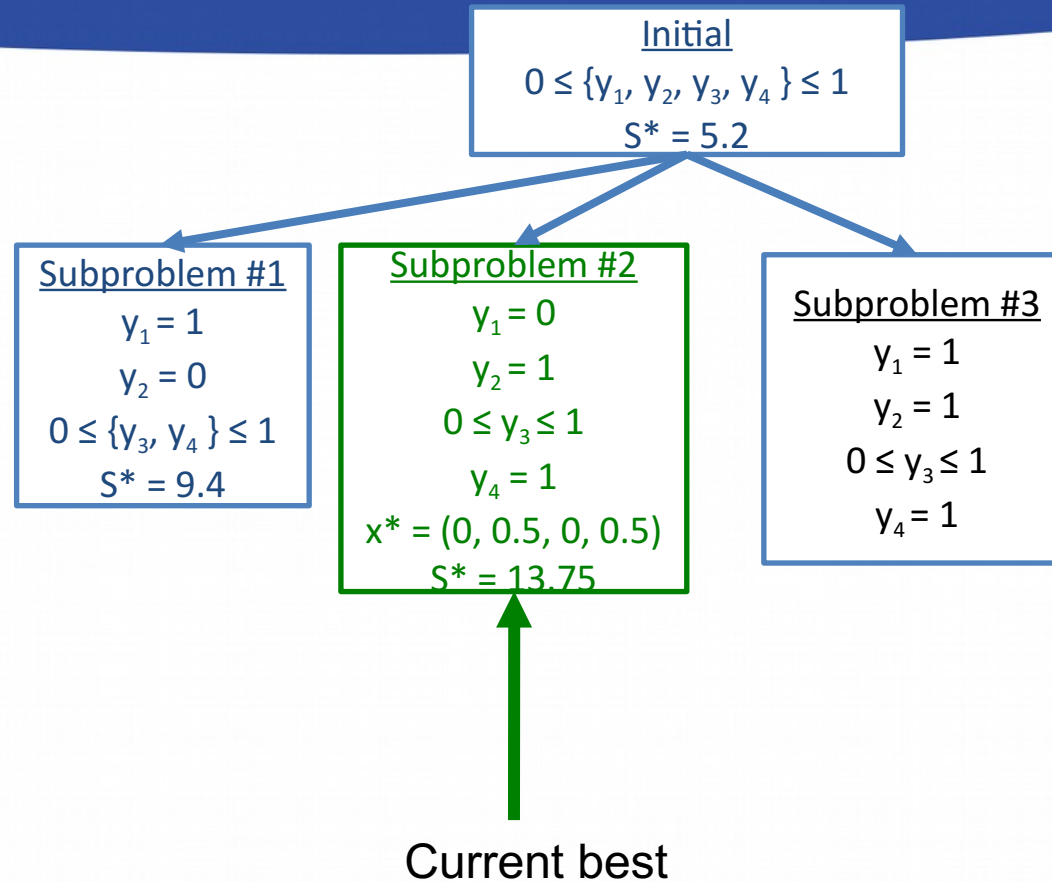 Initial
0 ≤ {y₁, y₂, y₃, y₄ } ≤ 1
S* = 5.2
Subproblem #1
y₁ = 1
y₂ = 0
0 ≤ {y₃, y₄ } ≤ 1
S* = 9.4
Subproblem #2
y₁ = 0
y₂ = 1
0 ≤ y₃ ≤ 1
y₄ = 1
x* = (0, 0.5, 0, 0.5)
S* = 13.75
Subproblem #3
y₁ = 1
y₂ = 1
0 ≤ y₃ ≤ 1
y₄ = 1
Current best